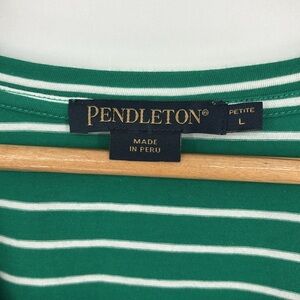 PENDLETON®
PETITE
L
MADE
IN PERU